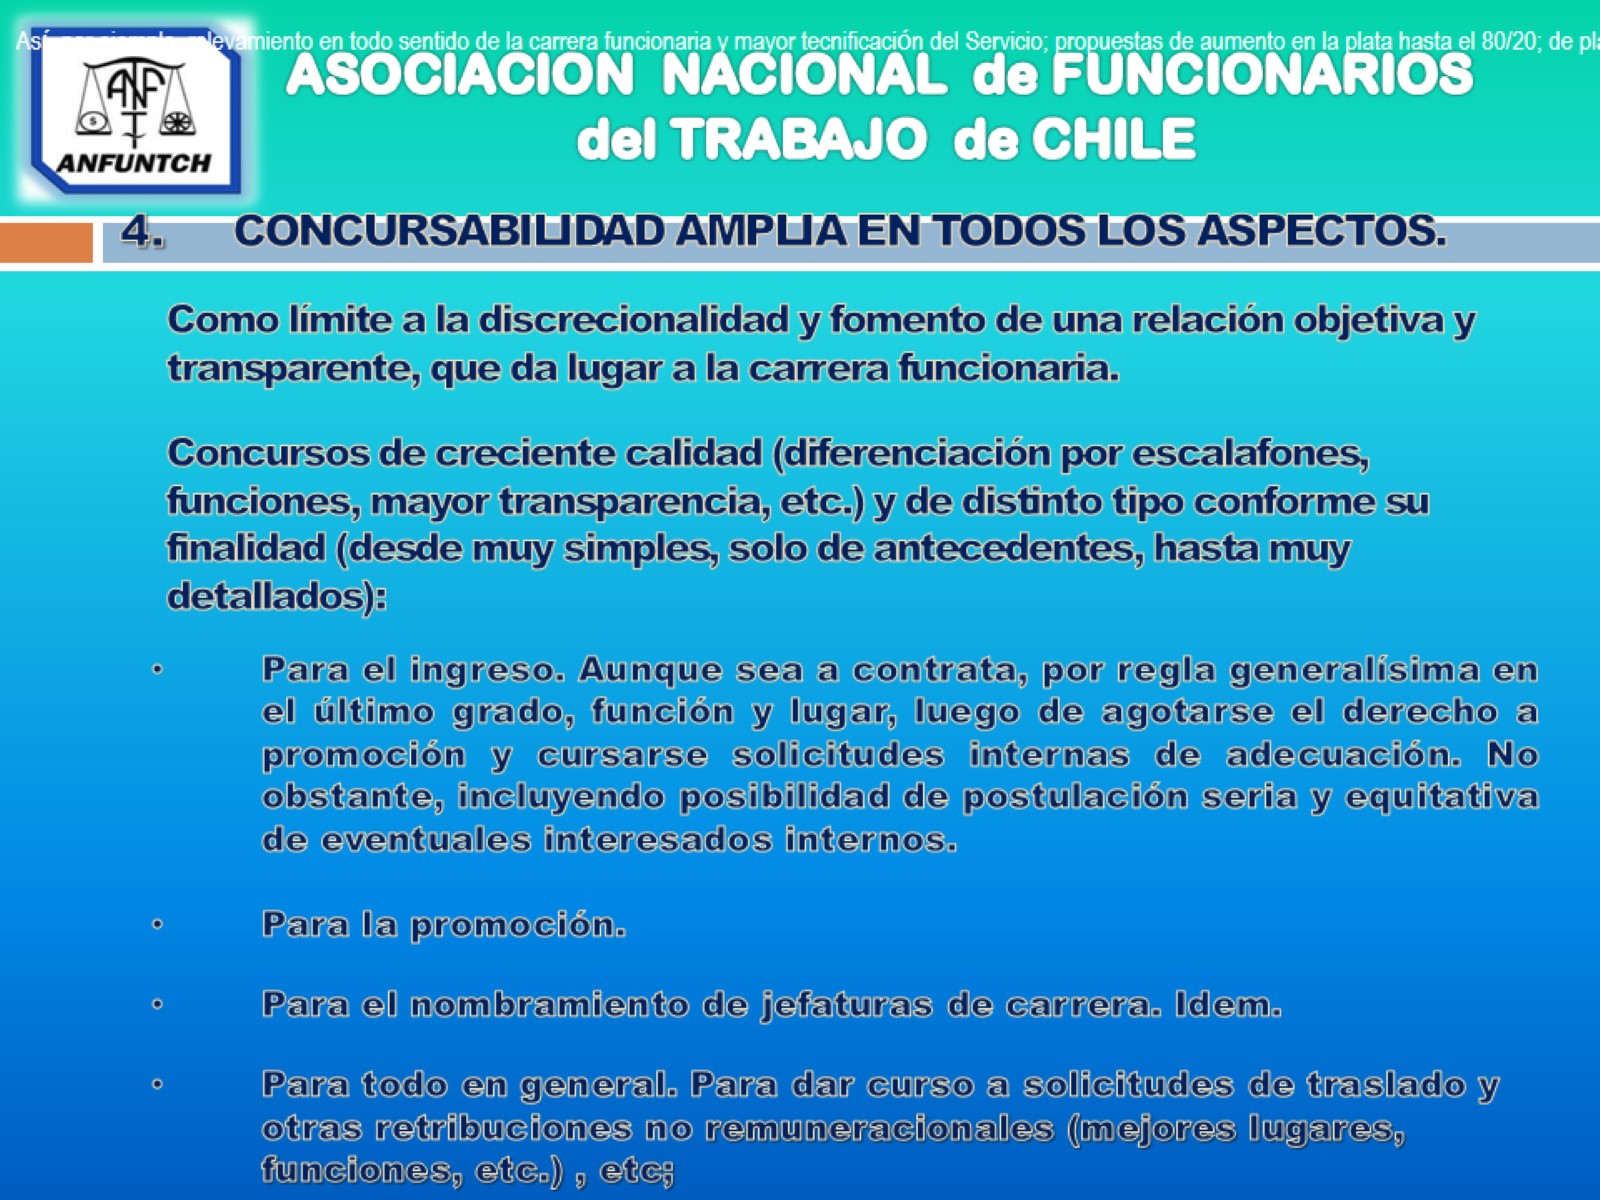 Así, por ejemplo, relevamiento en todo sentido de la carrera funcionaria y mayor tecnificación del Servicio; propuestas de aumento en la plata hasta el 80/20; de
ASOCIACION NACIONAL de FUNCIONARIOS
del TRABAJO de CHILE
ANFT
$
ANFUNTCH
4. CONCURSABILIDAD AMPLIA EN TODOS LOS ASPECTOS.
Como límite a la discrecionalidad y fomento de una relación objetiva y
transparente, que da lugar a la carrera funcionaria.
Concursos de creciente calidad (diferenciación por escalafones,
funciones, mayor transparencia, etc.) y de distinto tipo conforme su
finalidad (desde muy simples, solo de antecedentes, hasta muy
detallados):
• Para el ingreso. Aunque sea a contrata, por regla generalísima en
el último grado, función y lugar, luego de agotarse el derecho a
promoción y cursarse solicitudes internas de adecuación. No
obstante, incluyendo posibilidad de postulación seria y equitativa
de eventuales interesados internos.
• Para la promoción.
• Para el nombramiento de jefaturas de carrera. Idem.
• Para todo en general. Para dar curso a solicitudes de traslado y
otras retribuciones no remuneracionales (mejores lugares,
funciones, etc.) , etc;